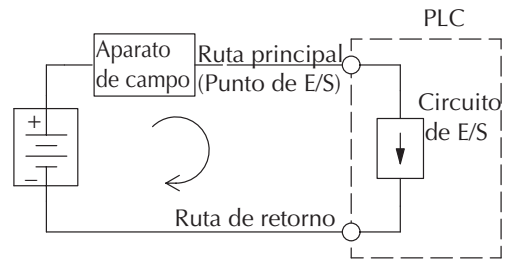 PLC
Aparato
de campo
Ruta principal
(Punto de E/S)
Circuito
de E/S
+
–
Ruta de retorno